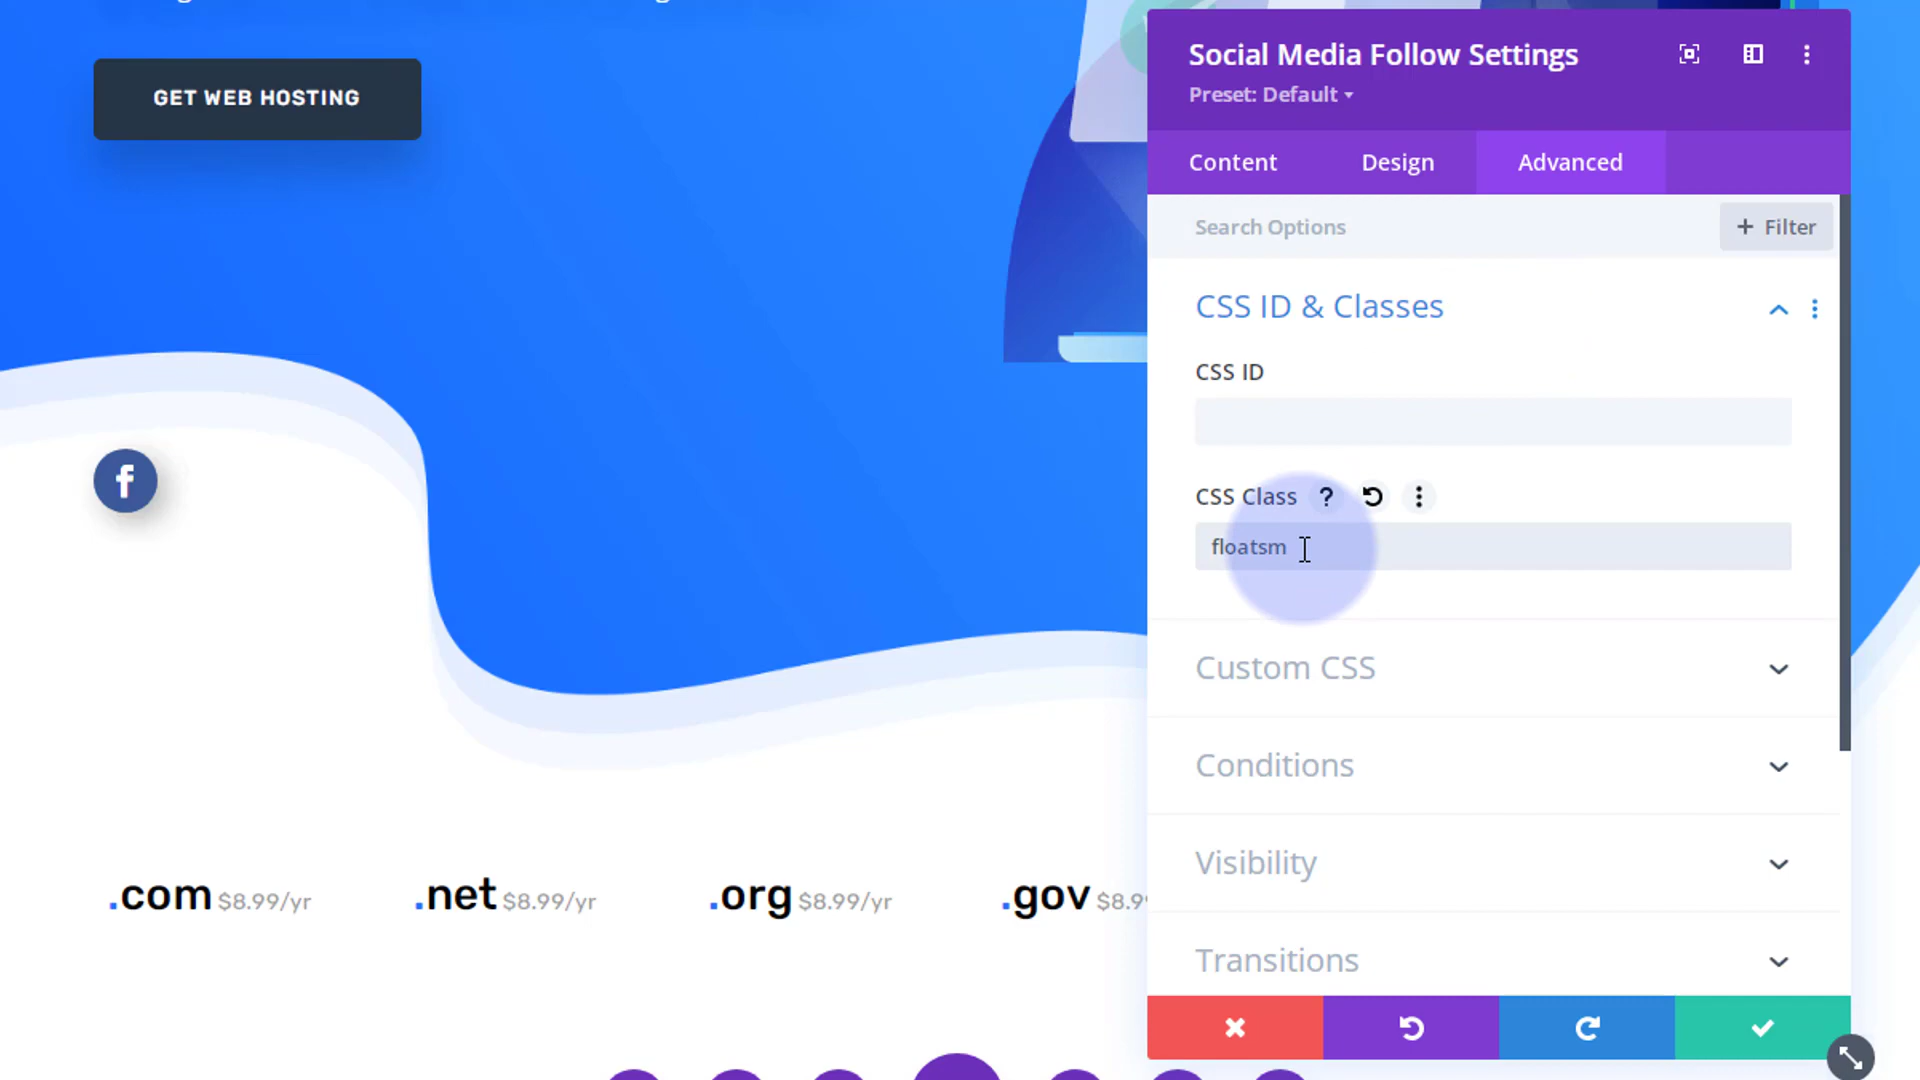 GET WEB HOSTING
Social Media Follow Settings
Preset: Default
Content
Design
Advanced
Search Options
+ Filter
CSS ID & Classes
CSS ID
CSS Class ?
floatsm
Custom CSS
Conditions
Visibility
Transitions
f
.com $8.99/yr
.net $8.99/yr
.org $8.99/yr
.gov $8.9